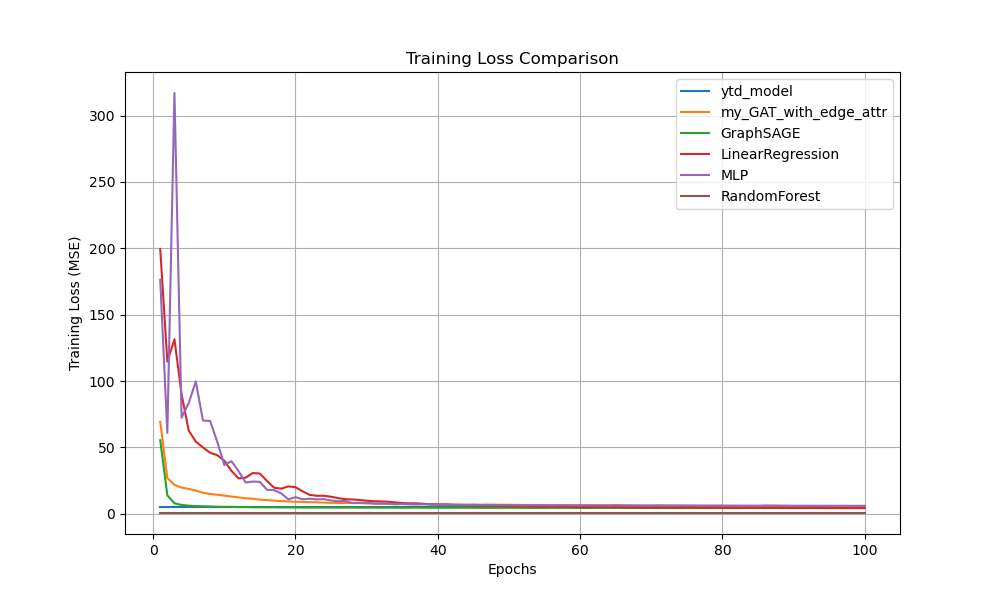 Training Loss Comparison
ytd_model
my_GAT_with_edge_attr
GraphSAGE
LinearRegression
MLP
RandomForest
Training Loss (MSE)
300
250
200
150
100
50
0
0 20 40 60 80 100
Epochs